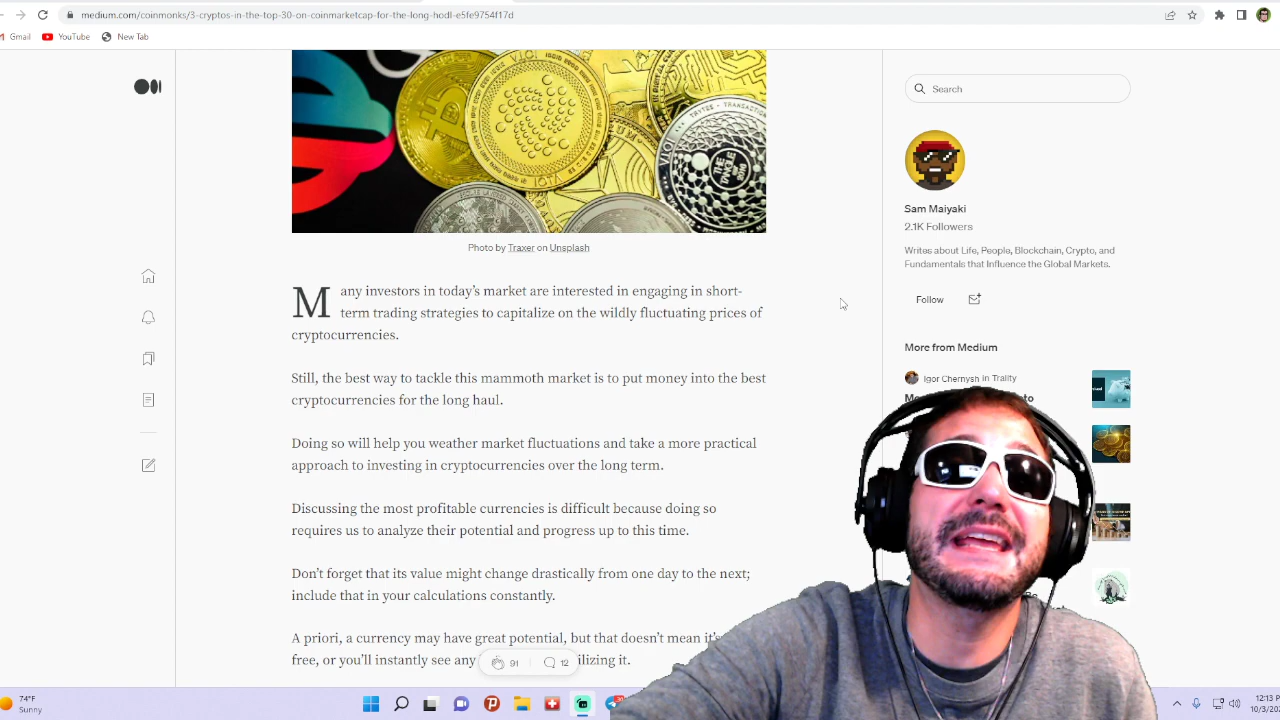 medium.com/coinmonks/3-cryptos-in-the-top-30-on-coinmarketcap-for-the-long-hodl-e5fe9754f17d
Gmail YouTube New Tab
THE TANGLE
Photo by Traxer on Unsplash
Many investors in today's market are interested in engaging in short-
term trading strategies to capitalize on the wildly fluctuating prices of
cryptocurrencies.
Still, the best way to tackle this mammoth market is to put money into the best
cryptocurrencies for the long haul.
Doing so will help you weather market fluctuations and take a more practical
approach to investing in cryptocurrencies over the long term.
Discussing the most profitable currencies is difficult because doing so
requires us to analyze their potential and progress up to this time.
Don't forget that its value might change drastically from one day to the next;
include that in your calculations constantly.
A priori, a currency may have great potential, but that doesn't mean it's
free, or you'll instantly see any
ilizing it.
91 12
Search
Sam Maiyaki
2.1K Followers
Writes about Life, People, Blockchain, Crypto, and
Fundamentals that Influence the Global Markets.
Follow
More from Medium
Igor Chernysh in Trality
74°F
Sunny
12:13 P
10/3/20